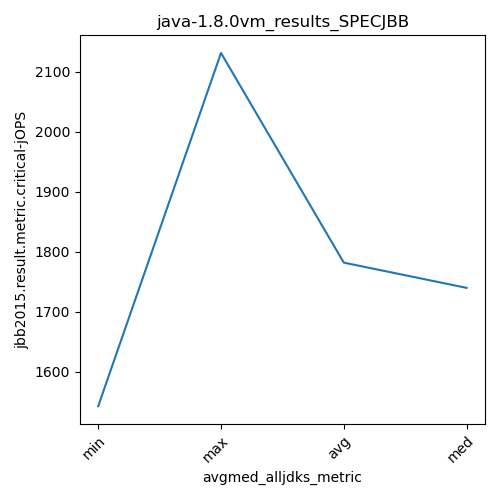 java-1.8.0vm_results_SPECJBB
jbb2015.result.metric.critical-jOPS
2100
2000
1900
1800
1700
1600
min
max
avg
med
avgmed_alljdks_metric